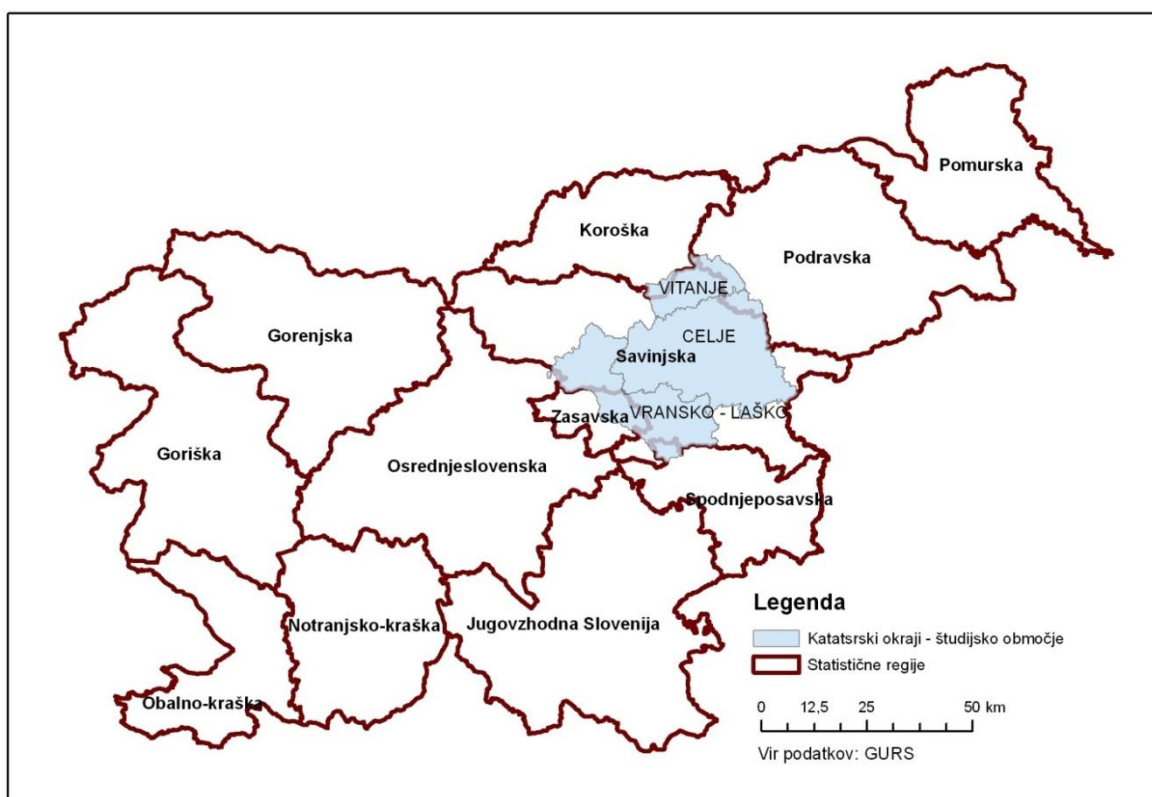 Pomurska
Koroška
Podravska
VITANJE
Gorenjska
CELJE
Savinjska
Zasavska
VRANSKO - LAŠKO
Goriška
Osrednjeslovenska
Spodnjeposavska
Legenda
Notranjsko-kraška
Jugovzhodna Slovenija
Katatsrski okraji - študijsko območje
Statistične regije
Obalno-kraška
0 12,5 25 50 km
Vir podatkov: GURS